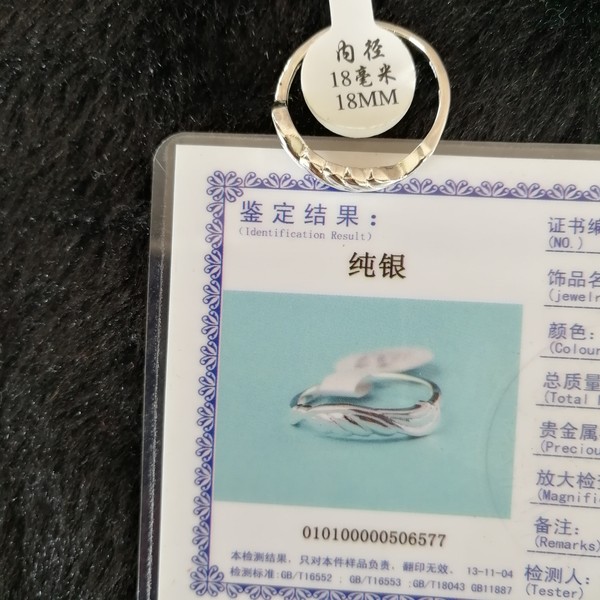 内径
18毫米
18MM
鉴定结果：
(Identification Result)
纯银
010100000506577
本检测结果，只对本件样品负责，翻印无效。 13-11-04
检测标准:GB/T16552 ; GB/T16553 ;GB/T18043 GB11887
证书编
(NO.)
饰品名
(jewelr
颜色:
(Colour
总质量
(Total
贵金属
(Preciou
放大检查
(Magnific
备注:
(Remarks)
检测人:
(Tester)